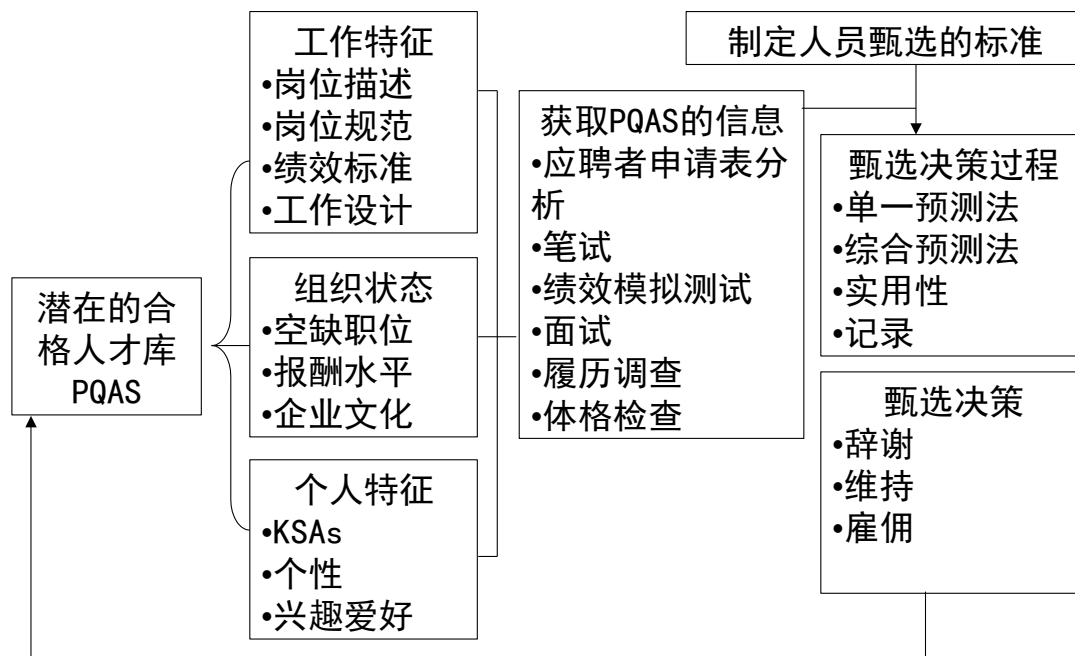 工作特征
•岗位描述
•岗位规范
•绩效标准
•工作设计
制定人员甄选的标准
获取PQAS的信息
•应聘者申请表分
析
•笔试
•绩效模拟测试
•面试
•履历调查
•体格检查
甄选决策过程
•单一预测法
•综合预测法
•实用性
•记录
潜在的合
格人才库
PQAS
组织状态
•空缺职位
•报酬水平
•企业文化
甄选决策
•辞谢
•维持
•雇佣
个人特征
•KSAs
•个性
•兴趣爱好